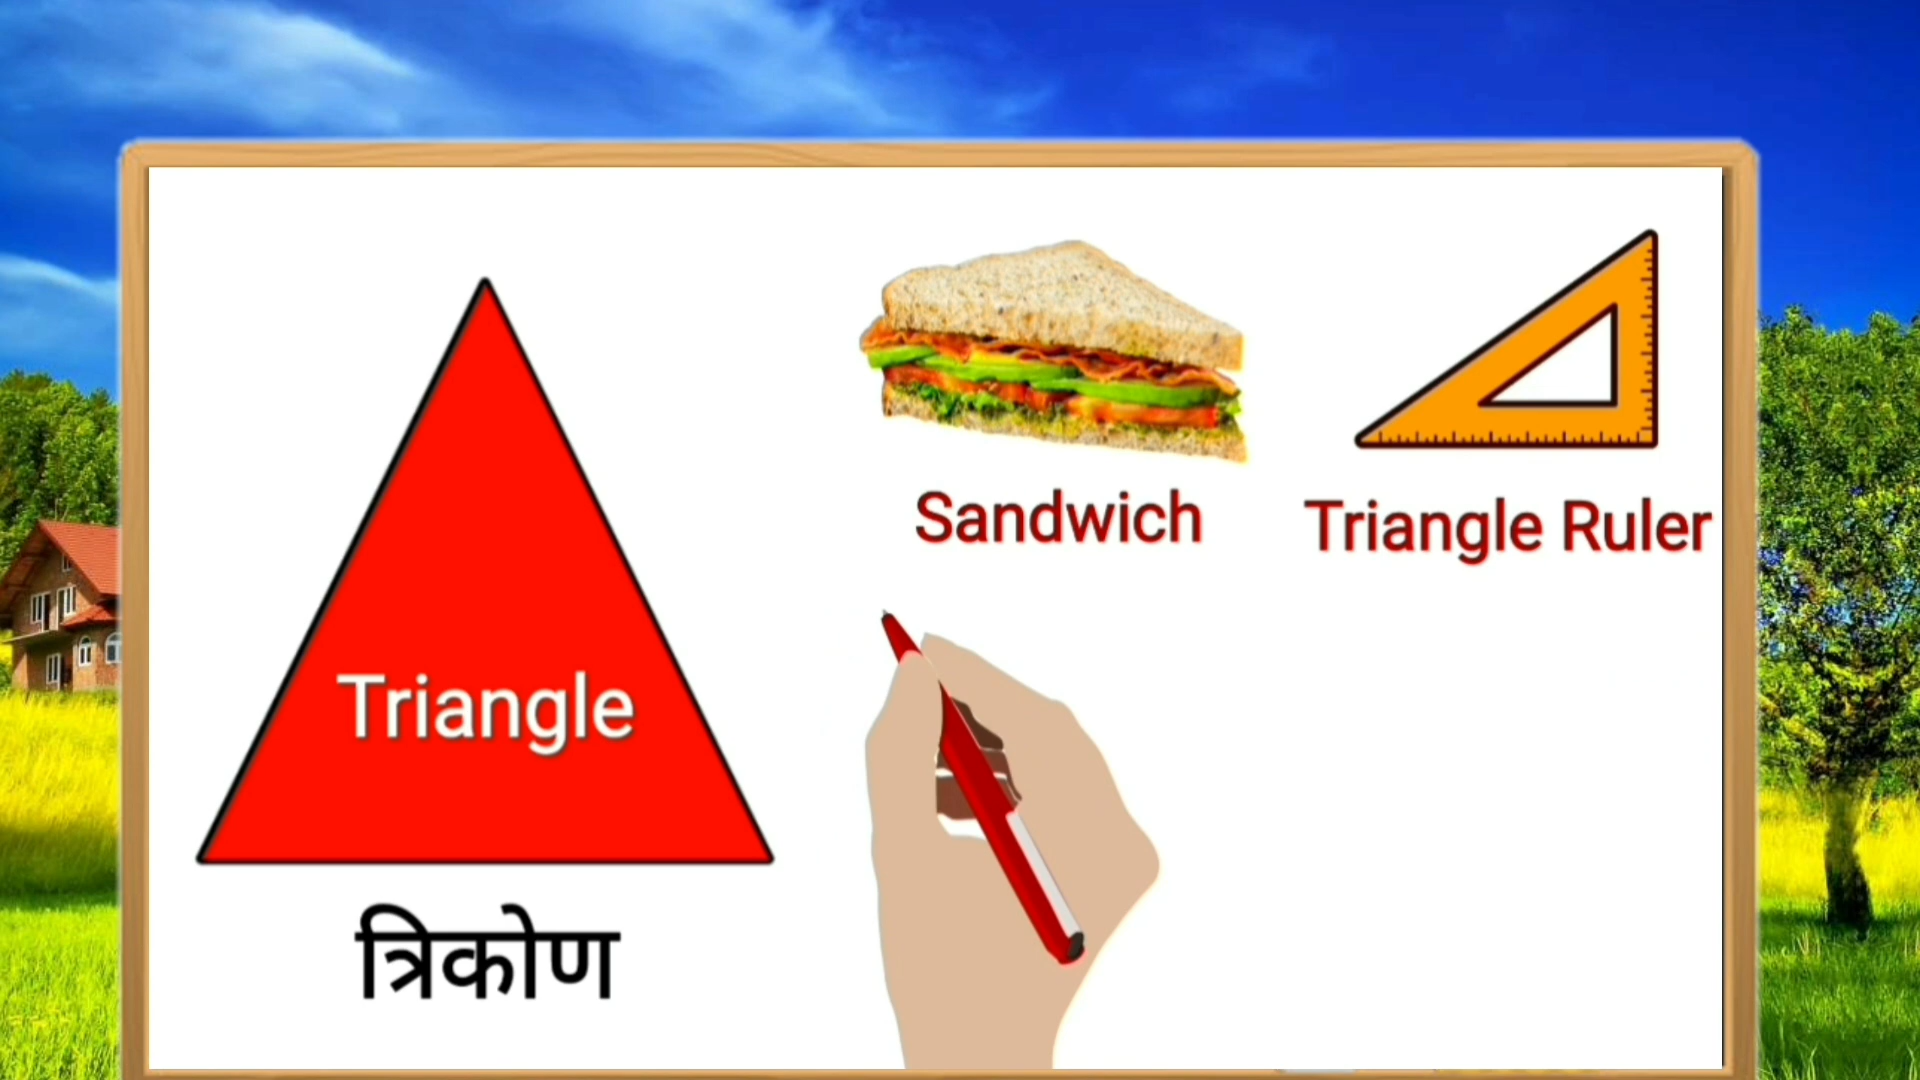 Sandwich
Triangle Ruler
Triangle
त्रिकोण